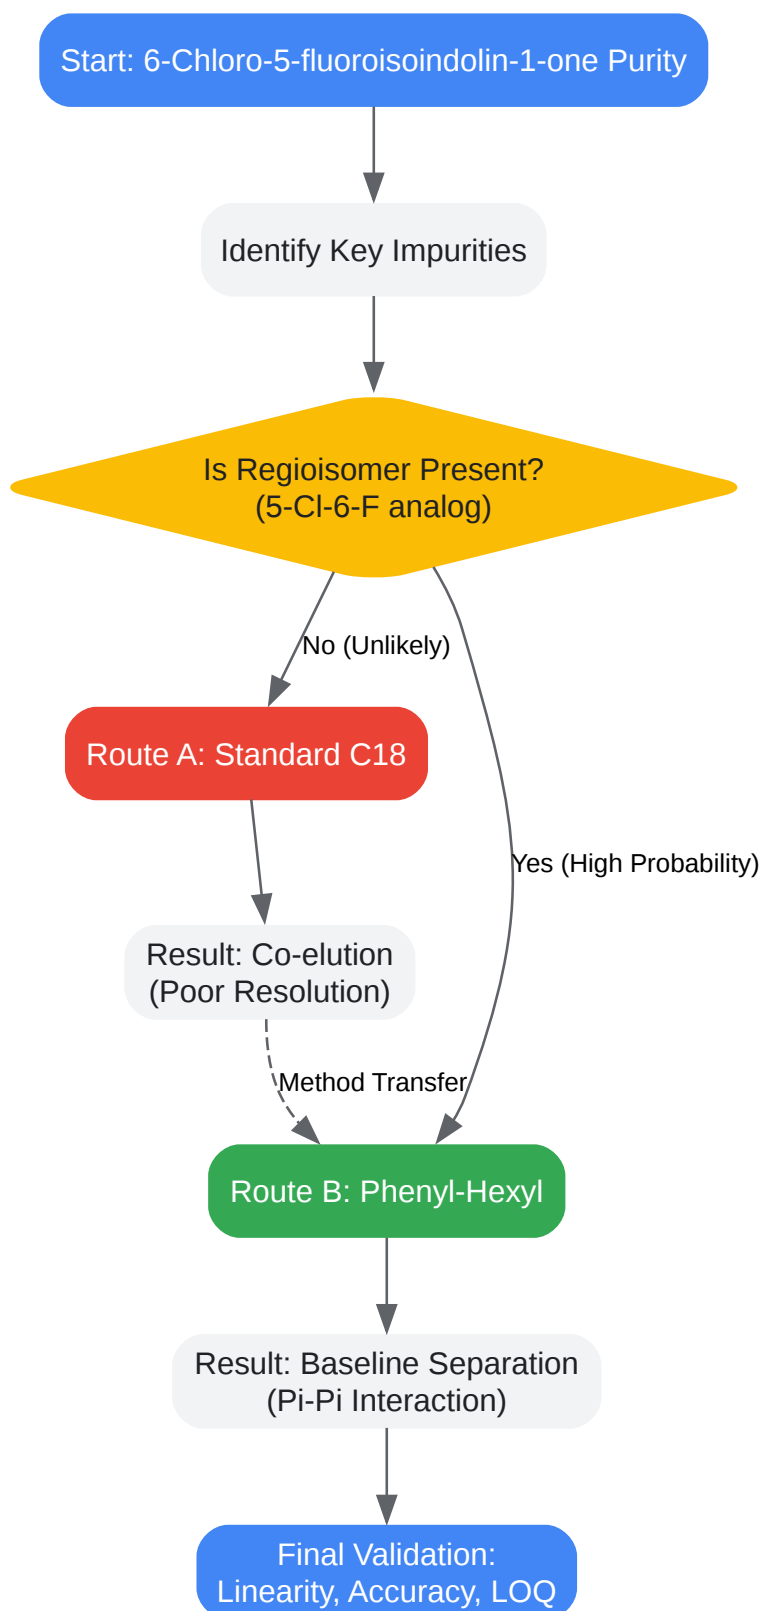 Start: 6-Chloro-5-fluoroisoindolin-1-one Purity
Identify Key Impurities
Is Regioisomer Present?
(5-Cl-6-F analog)
No (Unlikely)
Route A: Standard C18
Yes (High Probability)
Result: Co-elution
(Poor Resolution)
Method Transfer
Route B: Phenyl-Hexyl
Result: Baseline Separation
(Pi-Pi Interaction)
Final Validation:
Linearity, Accuracy, LOQ